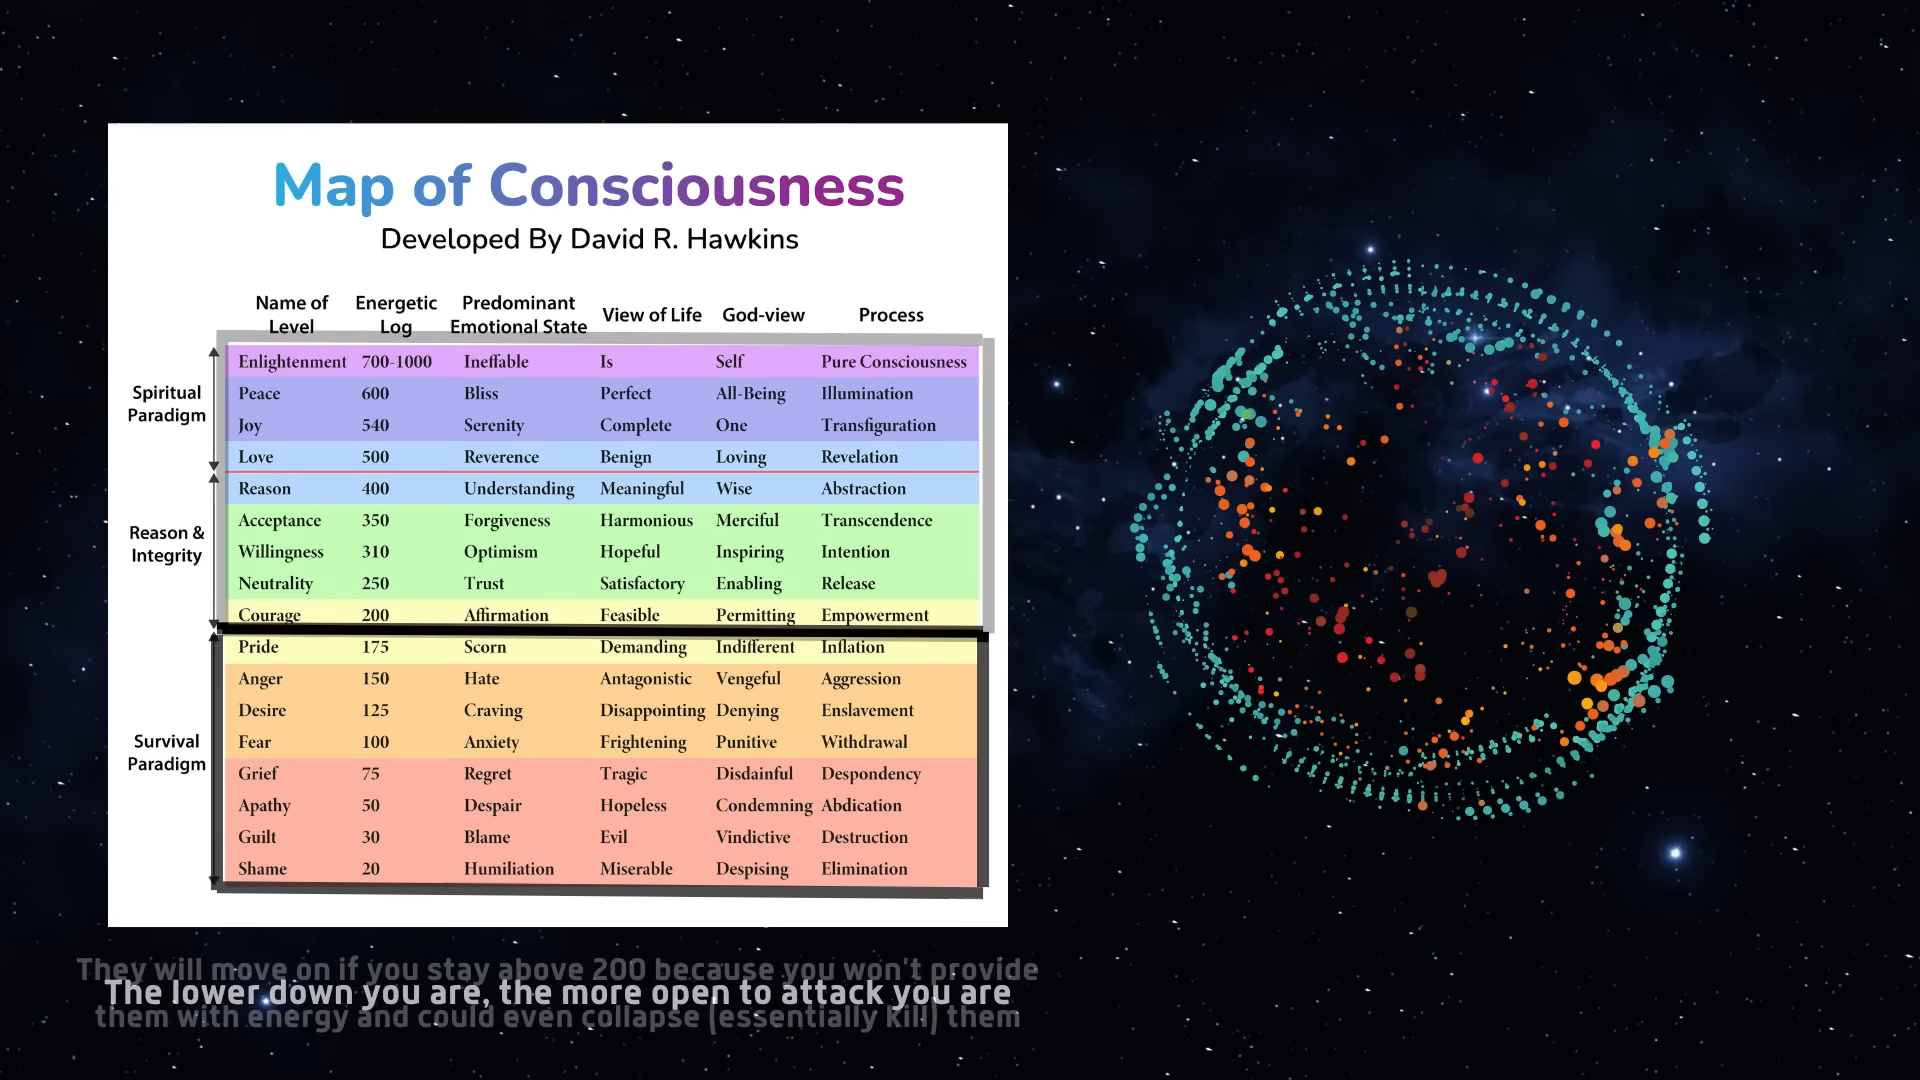 Map of Consciousness
Developed By David R. Hawkins
Name of Level Energetic Log Predominant Emotional State View of Life God-view Process
Spiritual Paradigm
Enlightenment 700-1000 Ineffable Is Self Pure Consciousness
Peace 600 Bliss Perfect All-Being Illumination
Joy 540 Serenity Complete One Transfiguration
Love 500 Reverence Benign Loving Revelation
Reason & Integrity
Reason 400 Understanding Meaningful Wise Abstraction
Acceptance 350 Forgiveness Harmonious Merciful Transcendence
Willingness 310 Optimism Hopeful Inspiring Intention
Neutrality 250 Trust Satisfactory Enabling Release
Courage 200 Affirmation Feasible Permitting Empowerment
Survival Paradigm
Pride 175 Scorn Demanding Indifferent Inflation
Anger 150 Hate Antagonistic Vengeful Aggression
Desire 125 Craving Disappointing Denying Enslavement
Fear 100 Anxiety Frightening Punitive Withdrawal
Grief 75 Regret Tragic Disdainful Despondency
Apathy 50 Despair Hopeless Condemning Abdication
Guilt 30 Blame Evil Vindictive Destruction
Shame 20 Humiliation Miserable Despising Elimination
They will move on if you stay above 200 because you won't provide
The lower down you are, the more open to attack you are
them with energy and could even collapse (essentially kill) them